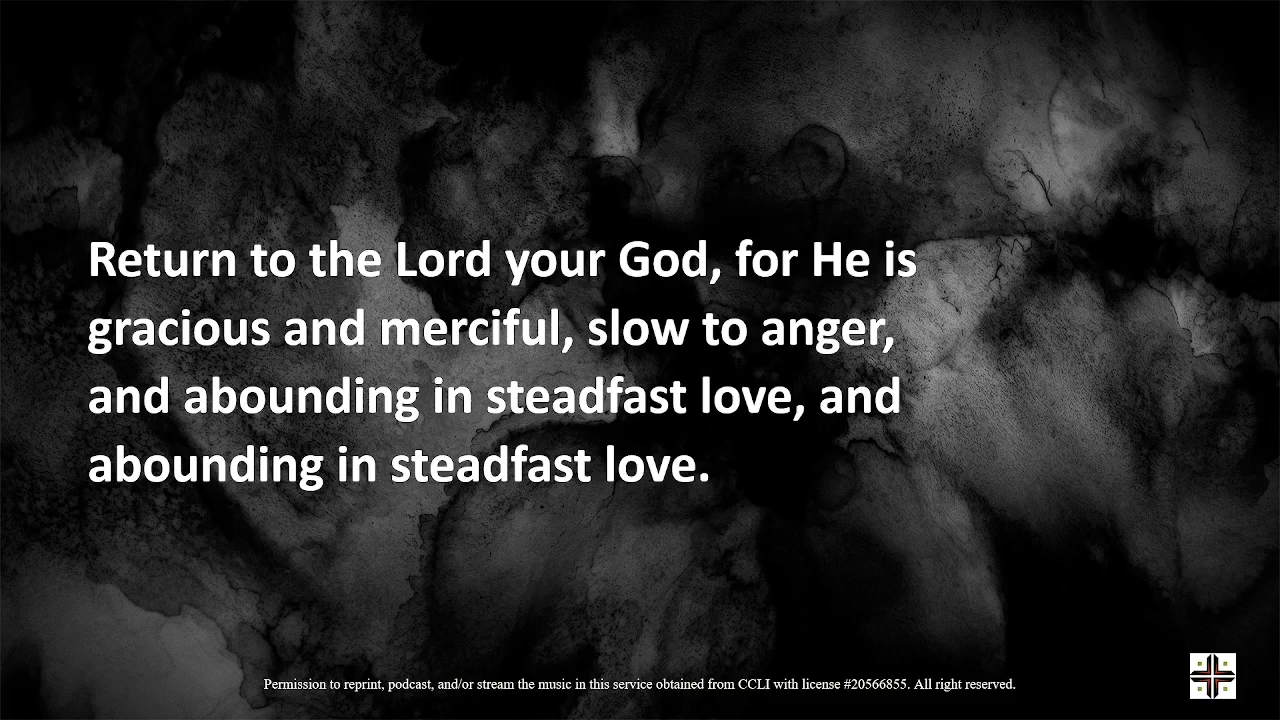 Return to the Lord your God, for He is
gracious and merciful, slow to anger,
and abounding in steadfast love, and
abounding in steadfast love.
Permission to reprint, podcast, and/or stream the music in this service obtained from CCLI with license #20566855. All right reserved.